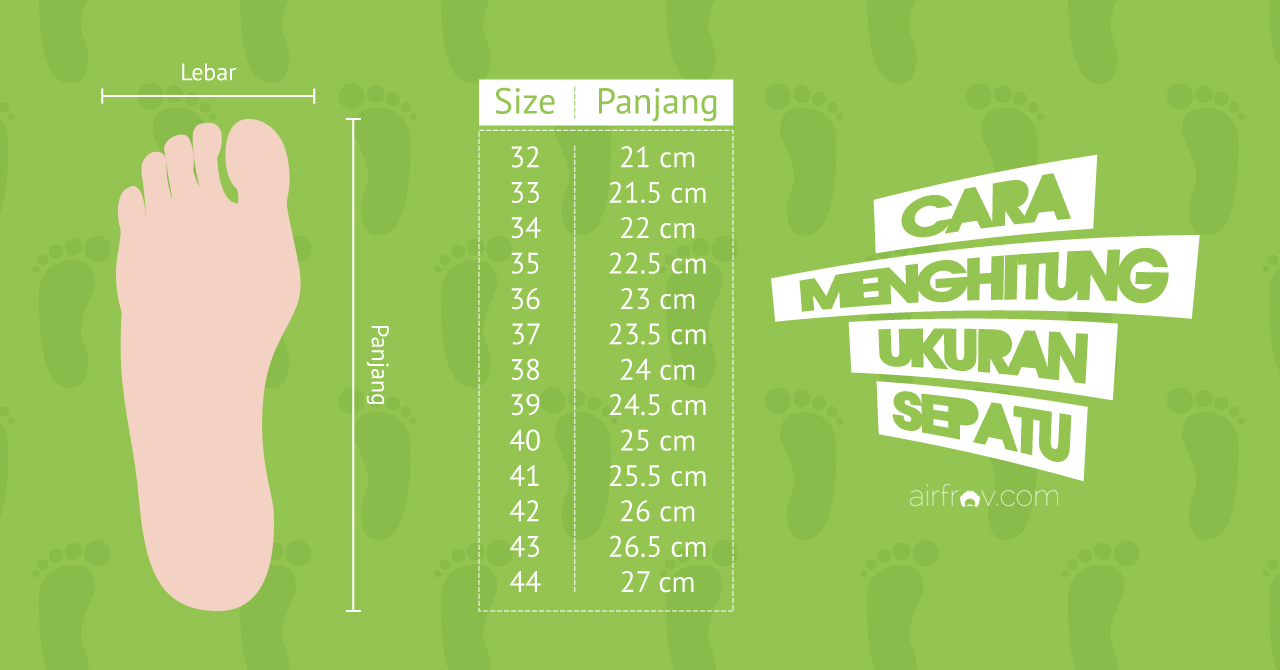 Lebar
Panjang
Size Panjang
32 21 cm
33 21.5 cm
34 22 cm
35 22.5 cm
36 23 cm
37 23.5 cm
38 24 cm
39 24.5 cm
40 25 cm
41 25.5 cm
42 26 cm
43 26.5 cm
44 27 cm
CARA
MENGHITUNG
UKURAN
SEPATU
airfrov.com